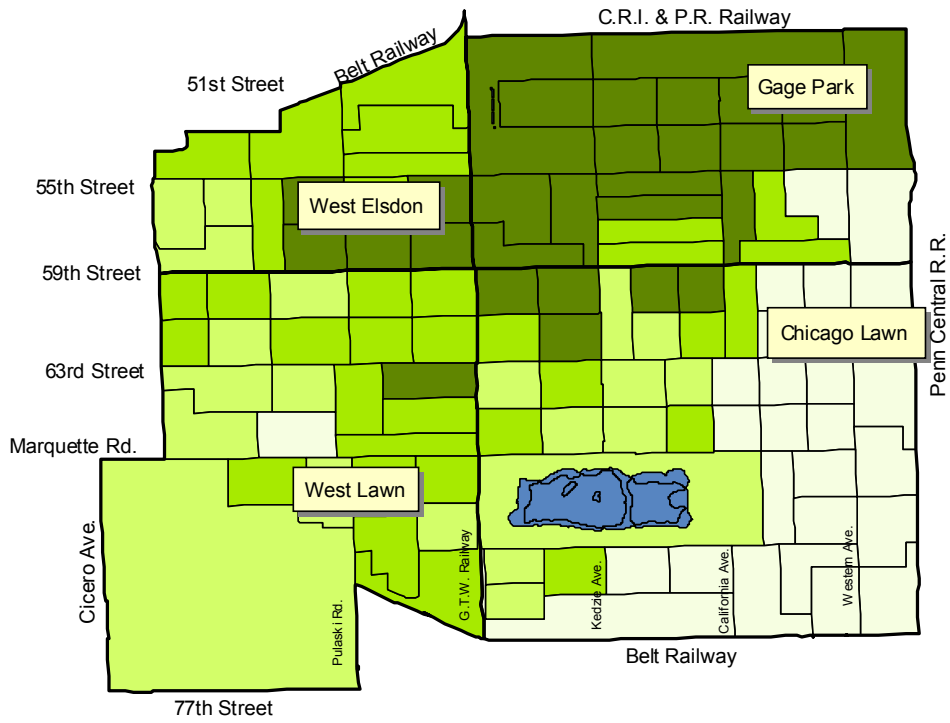 C.R.I. & P.R. Railway
Belt Railway
51st Street
Gage Park
55th Street
West Elsdon
59th Street
Penn Central R.R.
Chicago Lawn
63rd Street
Marquette Rd.
West Lawn
Cicero Ave.
Pulaski Rd.
G.T.W. Railway
Kedzie Ave.
California Ave.
Western Ave.
Belt Railway
77th Street